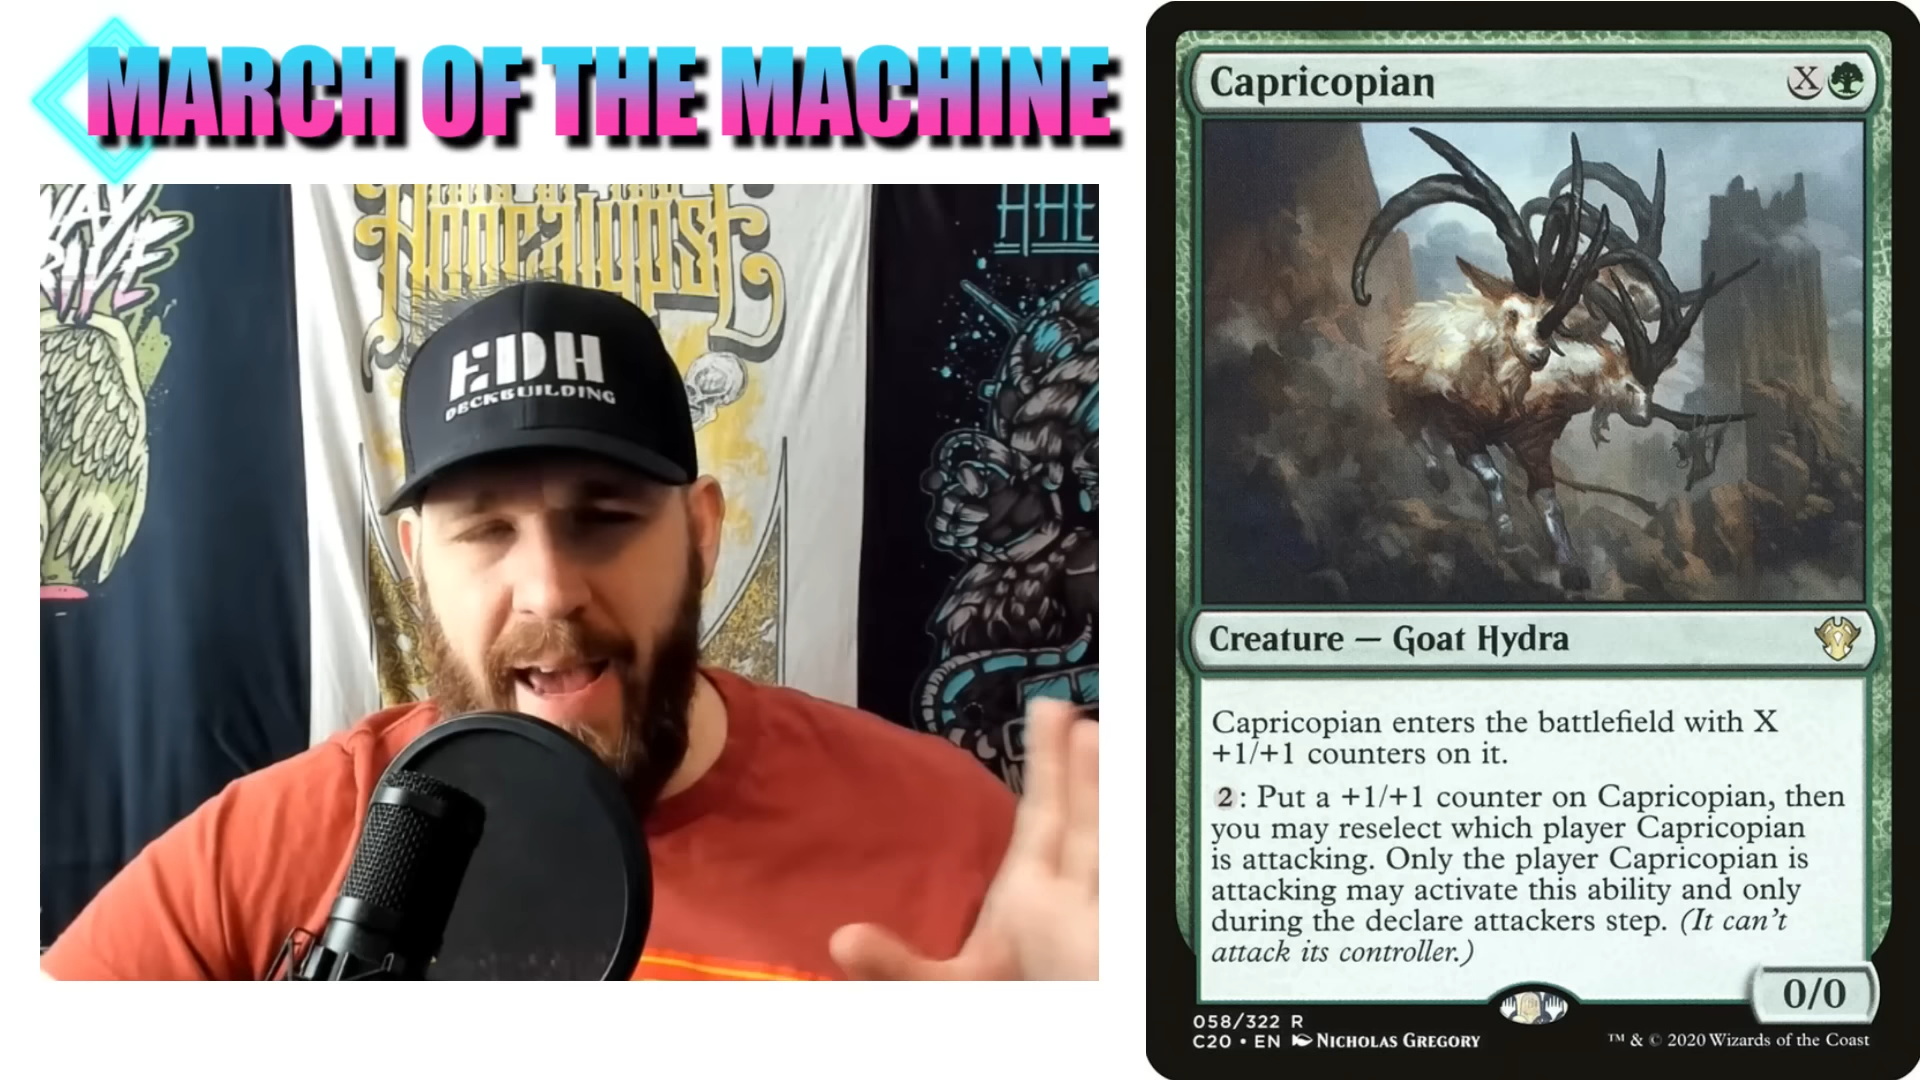 MARCH OF THE MACHINE
Apocalypse
EDH
DECKBUILDING
Capricopian
X
Creature — Goat Hydra
Capricopian enters the battlefield with X
+1/+1 counters on it.
2: Put a +1/+1 counter on Capricopian, then
you may reselect which player Capricopian
is attacking. Only the player Capricopian is
attacking may activate this ability and only
during the declare attackers step. (It can't
attack its controller.)
0/0
058/322 R
C20 • EN Nicholas Gregory
™ & © 2020 Wizards of the Coast